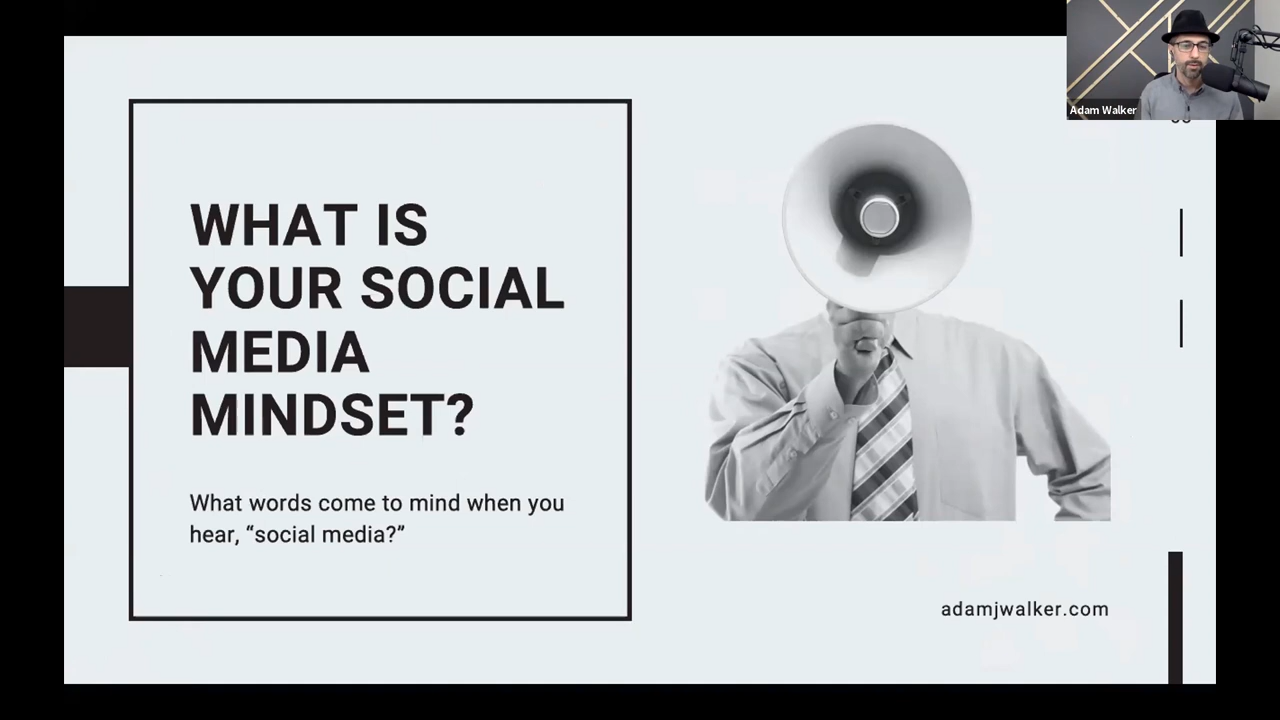 Adam Walker
WHAT IS
YOUR SOCIAL
MEDIA
MINDSET?
What words come to mind when you
hear, “social media?”
adamjwalker.com